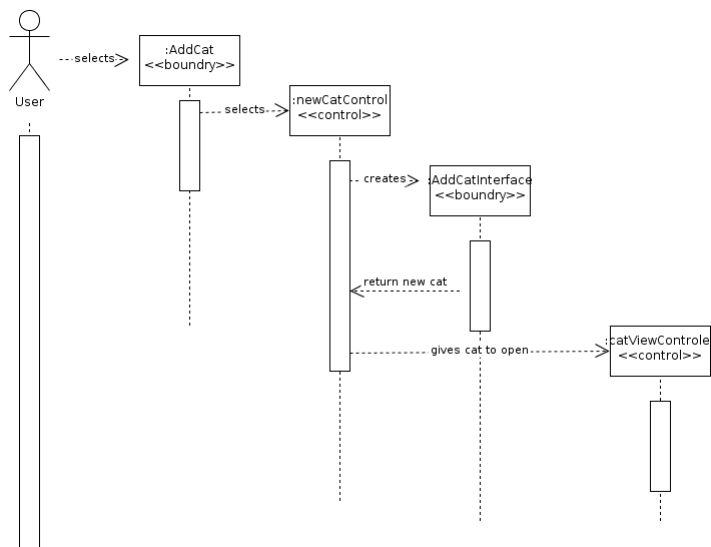 selects
:AddCat
<<boundry>>
User
selects
:newCatControl
<<control>>
creates
:AddCatInterface
<<boundry>>
return new cat
gives cat to open
:catViewControle
<<control>>